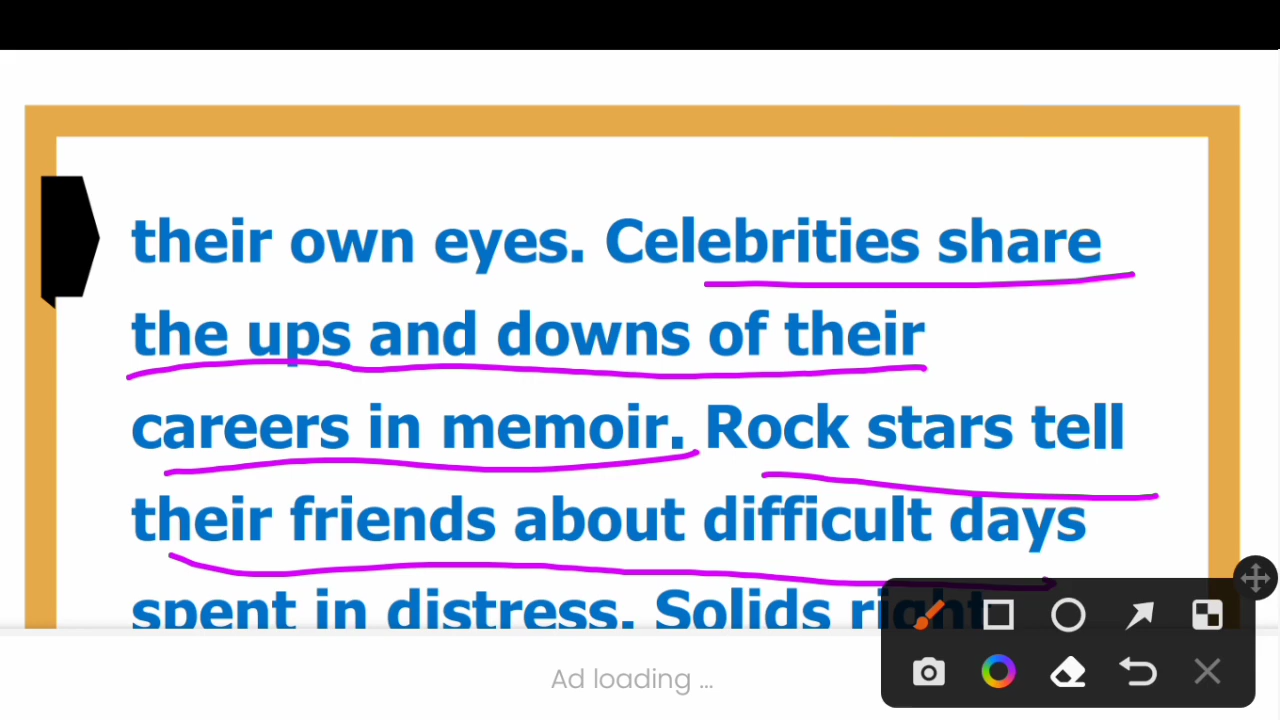 their own eyes. Celebrities share
the ups and downs of their
careers in memoir. Rock stars tell
their friends about difficult days
spent in distress. Solids right
Ad loading ...